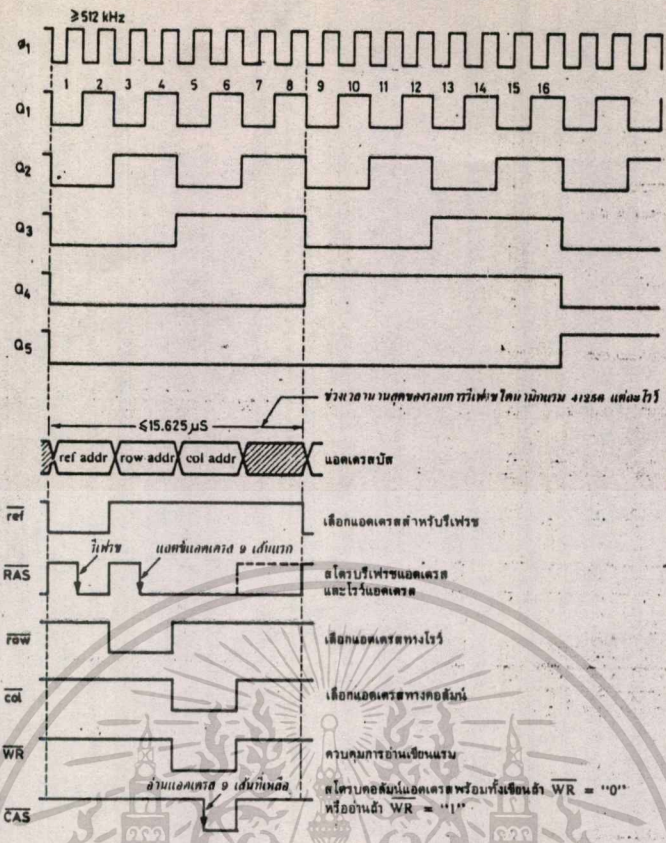 ≥512 kHz
ø1
1 2 3 4 5 6 7 8 9 10 11 12 13 14 15 16
Q1
Q2
Q3
Q4
Q5
ช่วงเวลานานสุดของรอบการรีเฟรชไดนามิกแรม 41256 แต่ละโรว์
≤15.625 µS
ref addr row addr col addr แอดเดรสบัส
ref เลือกแอดเดรสสำหรับรีเฟรช
รีเฟรช แลตช์แอดเดรส 9 เส้นแรก
RAS สโตรบรีเฟรชแอดเดรส
และโรว์แอดเดรส
row เลือกแอดเดรสทางโรว์
col เลือกแอดเดรสทางคอลัมน์
WR ควบคุมการอ่านเขียนแรม
อ่านแอดเดรส 9 เส้นที่เหลือ
สโตรบคอลัมน์แอดเดรสพร้อมทั้งเขียนถ้า WR = "0"
CAS หรืออ่านถ้า WR = "1"